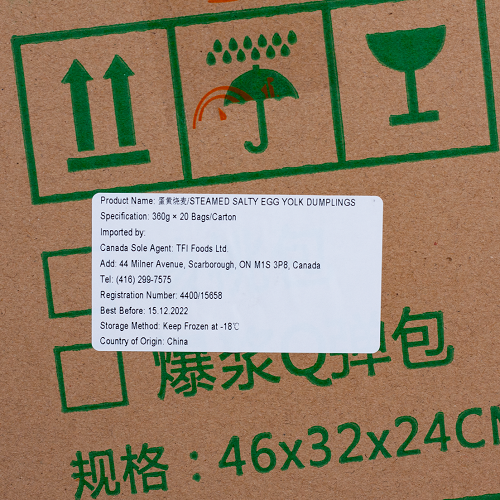 Product Name: 蛋黄烧麦/STEAMED SALTY EGG YOLK DUMPLINGS
Specification: 360g × 20 Bags/Carton
Imported by:
Canada Sole Agent: TFI Foods Ltd.
Add: 44 Milner Avenue, Scarborough, ON M1S 3P8, Canada
Tel: (416) 299-7575
Registration Number: 4400/15658
Best Before: 15.12.2022
Storage Method: Keep Frozen at -18℃
Country of Origin: China
爆浆Q弹包
规格：46x32x24CM